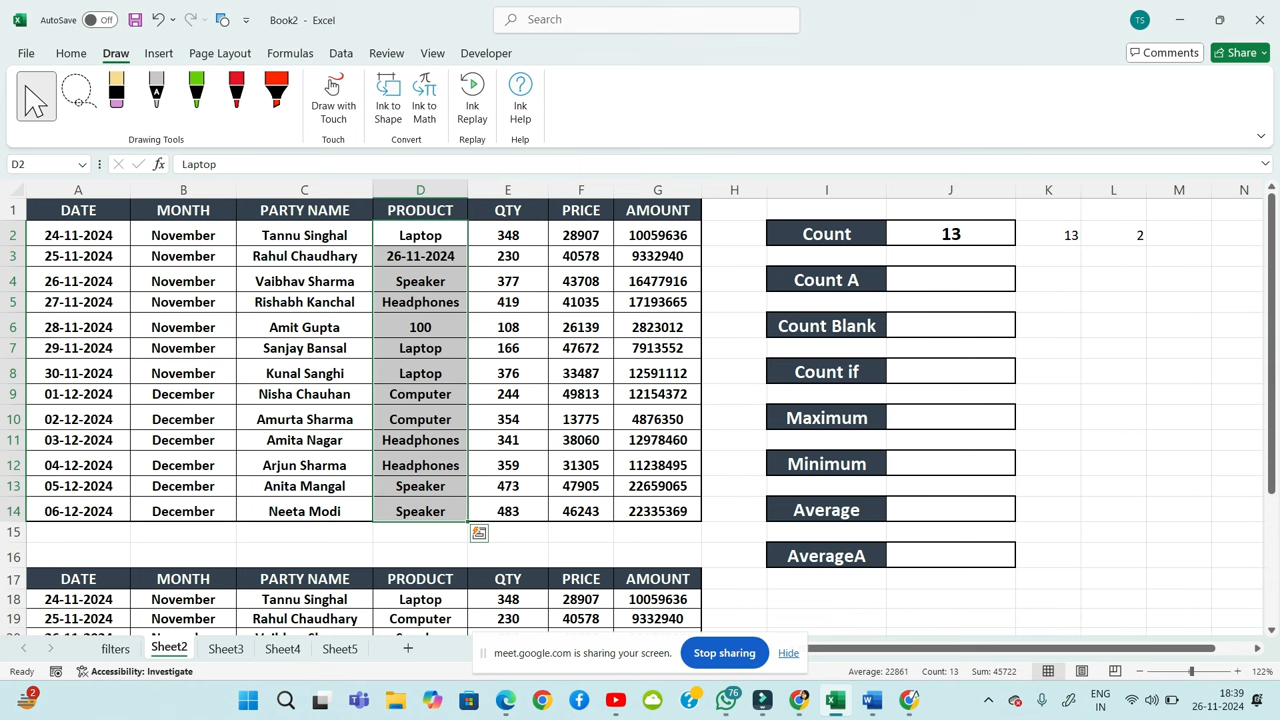 AutoSave Off Book2 - Excel Search TS
File Home Draw Insert Page Layout Formulas Data Review View Developer Comments Share
A
Draw with Touch
Ink to Shape
Ink to Math
Ink Replay
Ink Help
Drawing Tools Touch Convert Replay Help
D2 fx Laptop
A B C D E F G H I J K L M N
1 DATE MONTH PARTY NAME PRODUCT QTY PRICE AMOUNT
2 24-11-2024 November Tannu Singhal Laptop 348 28907 10059636 Count 13 13 2
3 25-11-2024 November Rahul Chaudhary 26-11-2024 230 40578 9332940
4 26-11-2024 November Vaibhav Sharma Speaker 377 43708 16477916 Count A
5 27-11-2024 November Rishabh Kanchal Headphones 419 41035 17193665
6 28-11-2024 November Amit Gupta 100 108 26139 2823012 Count Blank
7 29-11-2024 November Sanjay Bansal Laptop 166 47672 7913552
8 30-11-2024 November Kunal Sanghi Laptop 376 33487 12591112 Count if
9 01-12-2024 December Nisha Chauhan Computer 244 49813 12154372
10 02-12-2024 December Amurta Sharma Computer 354 13775 4876350 Maximum
11 03-12-2024 December Amita Nagar Headphones 341 38060 12978460
12 04-12-2024 December Arjun Sharma Headphones 359 31305 11238495 Minimum
13 05-12-2024 December Anita Mangal Speaker 473 47905 22659065
14 06-12-2024 December Neeta Modi Speaker 483 46243 22335369 Average
15
16 AverageA
17 DATE MONTH PARTY NAME PRODUCT QTY PRICE AMOUNT
18 24-11-2024 November Tannu Singhal Laptop 348 28907 10059636
19 25-11-2024 November Rahul Chaudhary Computer 230 40578 9332940
filters Sheet2 Sheet3 Sheet4 Sheet5
meet.google.com is sharing your screen. Stop sharing Hide
Ready Accessibility: Investigate Average: 22861 Count: 13 Sum: 45722 122%
2 76 ENG IN 18:39 26-11-2024